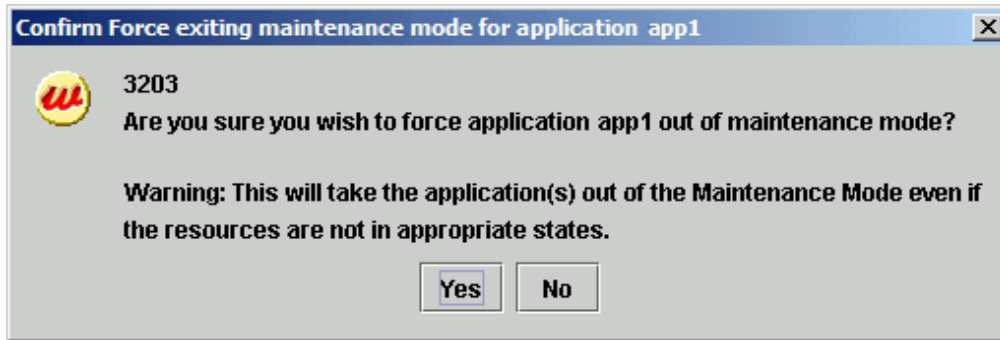 Confirm Force exiting maintenance mode for application app1
w
3203
Are you sure you wish to force application app1 out of maintenance mode?
Warning: This will take the application(s) out of the Maintenance Mode even if
the resources are not in appropriate states.
Yes No